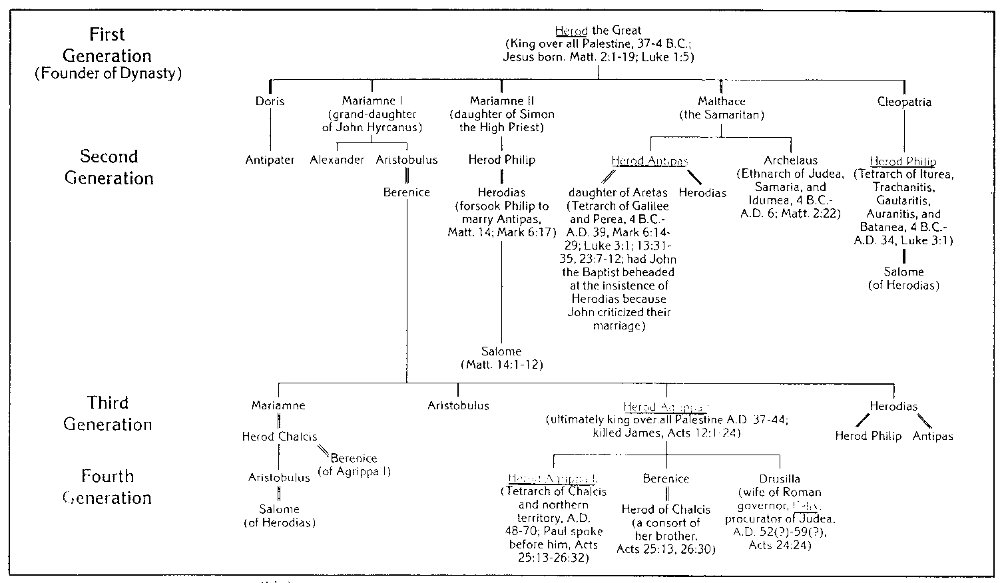 First
Generation
(Founder of Dynasty)
Herod the Great
(King over all Palestine, 37-4 B.C.;
Jesus born. Matt. 2:1-19; Luke 1:5)
Doris
Mariamne I
(grand-daughter
of John Hyrcanus)
Mariamne II
(daughter of Simon
the High Priest)
Malthace
(the Samaritan)
Cleopatria
Second
Generation
Antipater
Alexander
Aristobulus
Berenice
Herod Philip
Herodias
(forsook Philip to
marry Antipas,
Matt. 14; Mark 6:17)
Salome
(Matt. 14:1-12)
Herod Antipas
daughter of Aretas
(Tetrarch of Galilee
and Perea, 4 B.C.-
A.D. 39, Mark 6:14-
29; Luke 3:1; 13:31-
35, 23:7-12; had John
the Baptist beheaded
at the insistence of
Herodias because
John criticized their
marriage)
Herodias
Archelaus
(Ethnarch of Judea,
Samaria, and
Idumea, 4 B.C.-
A.D. 6; Matt. 2:22)
Herod Philip
(Tetrarch of Iturea,
Trachanitis,
Gautaritis,
Auranitis, and
Batanea, 4 B.C.-
A.D. 34, Luke 3:1)
Salome
(of Herodias)
Third
Generation
Mariamne
Herod Chalcis
Berenice
(of Agrippa I)
Aristobulus
Herod Agrippa
(ultimately king over all Palestine A.D. 37-44;
killed James, Acts 12:1-24)
Herodias
Herod Philip
Antipas
Fourth
Generation
Aristobulus
Salome
(of Herodias)
Herod Agrippa
(Tetrarch of Chalcis
and northern
territory, A.D.
48-70; Paul spoke
before him, Acts
25:13-26:32)
Berenice
Herod of Chalcis
(a consort of
her brother.
Acts 25:13, 26:30)
Drusilla
(wife of Roman
governor, Felix,
procurator of Judea,
A.D. 52(?)-59(?),
Acts 24:24)